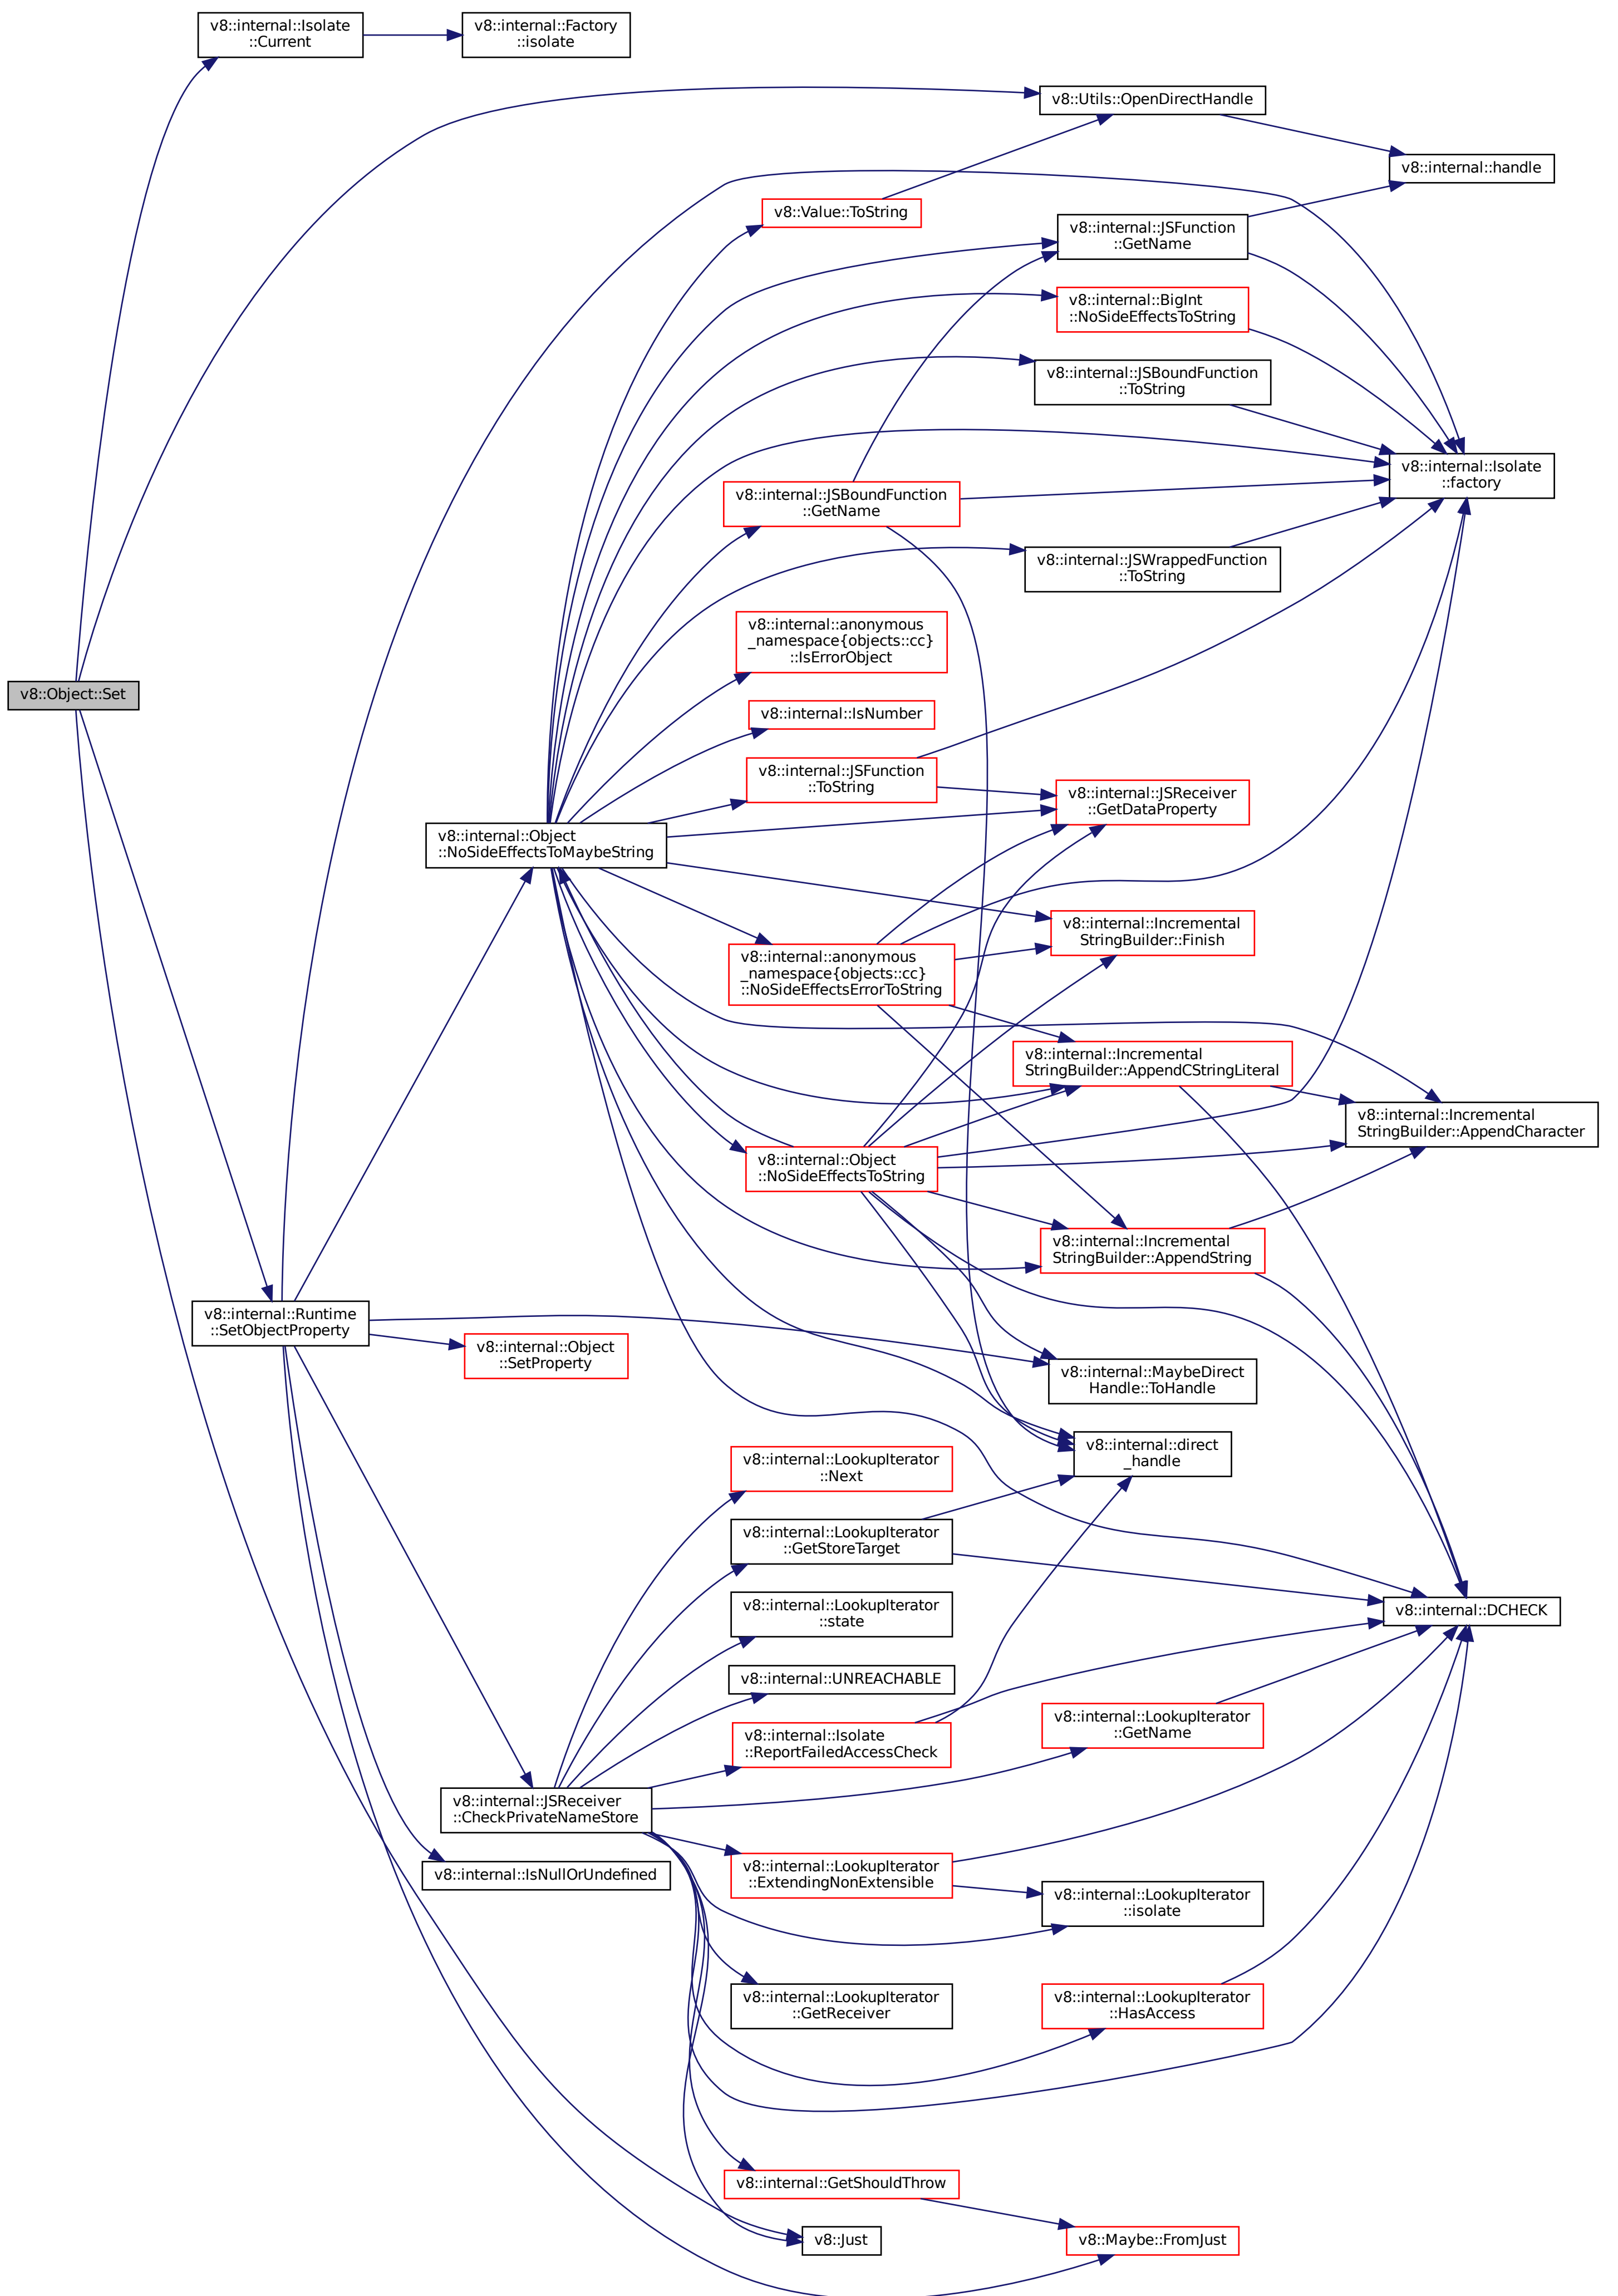 v8::internal::Isolate
::Current
v8::internal::Factory
::isolate
v8::Utils::OpenDirectHandle
v8::internal::handle
v8::Value::ToString
v8::internal::JSFunction
::GetName
v8::internal::BigInt
::NoSideEffectsToString
v8::internal::JSBoundFunction
::ToString
v8::internal::Isolate
::factory
v8::internal::JSBoundFunction
::GetName
v8::internal::JSWrappedFunction
::ToString
v8::internal::anonymous
_namespace{objects::cc}
::IsErrorObject
v8::Object::Set
v8::internal::IsNumber
v8::internal::JSFunction
::ToString
v8::internal::JSReceiver
::GetDataProperty
v8::internal::Object
::NoSideEffectsToMaybeString
v8::internal::Incremental
StringBuilder::Finish
v8::internal::anonymous
_namespace{objects::cc}
::NoSideEffectsErrorToString
v8::internal::Incremental
StringBuilder::AppendCStringLiteral
v8::internal::Incremental
StringBuilder::AppendCharacter
v8::internal::Object
::NoSideEffectsToString
v8::internal::Incremental
StringBuilder::AppendString
v8::internal::Runtime
::SetObjectProperty
v8::internal::Object
::SetProperty
v8::internal::MaybeDirect
Handle::ToHandle
v8::internal::direct
_handle
v8::internal::LookupIterator
::Next
v8::internal::LookupIterator
::GetStoreTarget
v8::internal::LookupIterator
::state
v8::internal::DCHECK
v8::internal::UNREACHABLE
v8::internal::Isolate
::ReportFailedAccessCheck
v8::internal::LookupIterator
::GetName
v8::internal::JSReceiver
::CheckPrivateNameStore
v8::internal::IsNullOrUndefined
v8::internal::LookupIterator
::ExtendingNonExtensible
v8::internal::LookupIterator
::isolate
v8::internal::LookupIterator
::GetReceiver
v8::internal::LookupIterator
::HasAccess
v8::internal::GetShouldThrow
v8::Just
v8::Maybe::FromJust